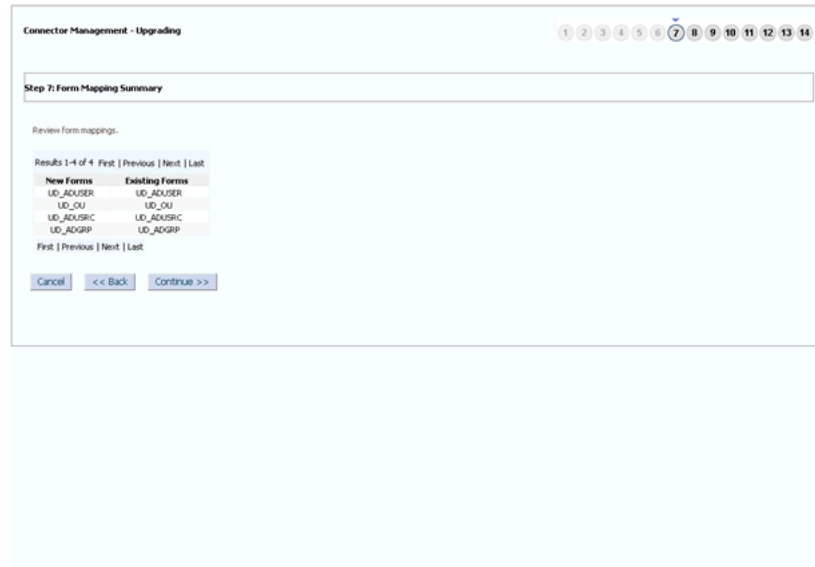 Connector Management - Upgrading
1 2 3 4 5 6 7 8 9 10 11 12 13 14
Step 7: Form Mapping Summary
Review form mappings.
Results 1-4 of 4 First | Previous | Next | Last
New Forms Existing Forms
UD_ADUSER UD_ADUSER
UD_OU UD_OU
UD_ADUSRC UD_ADUSRC
UD_ADGRP UD_ADGRP
First | Previous | Next | Last
Cancel << Back Continue >>